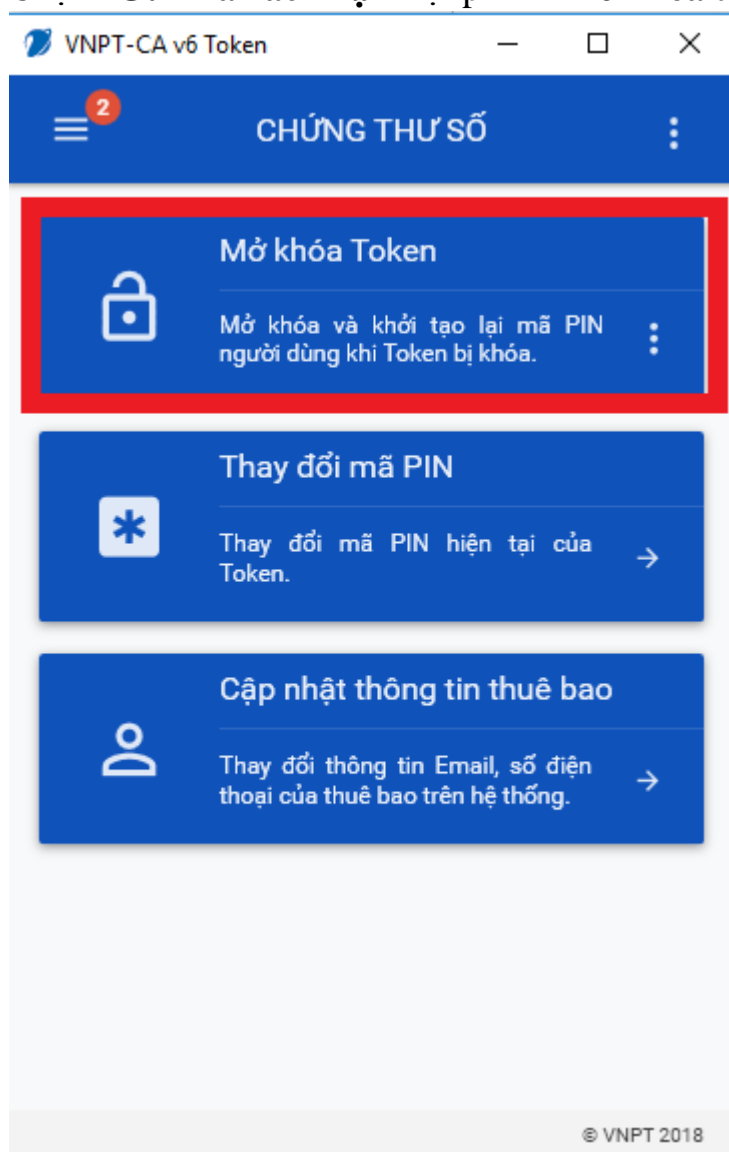 VNPT-CA v6 Token
2
CHỨNG THƯ SỐ
Mở khóa Token
Mở khóa và khởi tạo lại mã PIN
người dùng khi Token bị khóa.
Thay đổi mã PIN
Thay đổi mã PIN hiện tại của
Token.
Cập nhật thông tin thuê bao
Thay đổi thông tin Email, số điện
thoại của thuê bao trên hệ thống.
© VNPT 2018